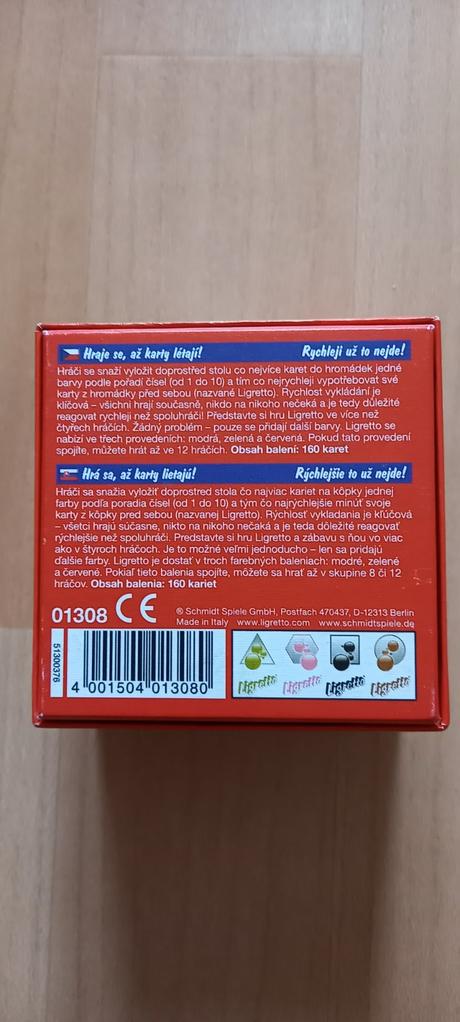 Hraje se, až karty létají! Rychleji už to nejde!
Hráči se snaží vyložit doprostřed stolu co nejvíce karet do hromádek jedné
barvy podle pořadí čísel (od 1 do 10) a tím co nejrychleji vypotřebovat své
karty z hromádky před sebou (nazvané Ligretto). Rychlost vykládání je
klíčová – všichni hrají současně, nikdo na nikoho nečeká a je tedy důležité
reagovat rychleji než spoluhráči! Představte si hru Ligretto ve více než
čtyřech hráčích. Žádný problém – pouze se přidají další barvy. Ligretto se
nabízí ve třech provedeních: modrá, zelená a červená. Pokud tato provedení
spojíte, můžete hrát až ve 12 hráčích. Obsah balení: 160 karet
Hrá sa, až karty lietajú! Rýchlejšie to už nejde!
Hráči sa snažia vyložiť doprostred stola čo najviac kariet na kôpky jednej
farby podľa poradia čísel (od 1 do 10) a tým čo najrýchlejšie minúť svoje
karty z kôpky pred sebou (nazvanej Ligretto). Rýchlosť vykladania je kľúčová
– všetci hrajú súčasne, nikto na nikoho nečeká a je teda dôležité reagovať
rýchlejšie než spoluhráči. Predstavte si hru Ligretto a zábavu s ňou vo viac
ako v štyroch hráčoch. Je to možné veľmi jednoducho – len sa pridajú
ďalšie farby. Ligretto je dostať v troch farebných baleniach: modré, zelené
a červené. Pokiaľ tieto balenia spojíte, môžete sa hrať až v skupine 8 či 12
hráčov. Obsah balenia: 160 kariet
01308 CE
® Schmidt Spiele GmbH, Postfach 470437, D-12313 Berlin
Made in Italy www.ligretto.com www.schmidtspiele.de
51300376
4 001504 013080
Ligretto Ligretto Ligretto Ligretto